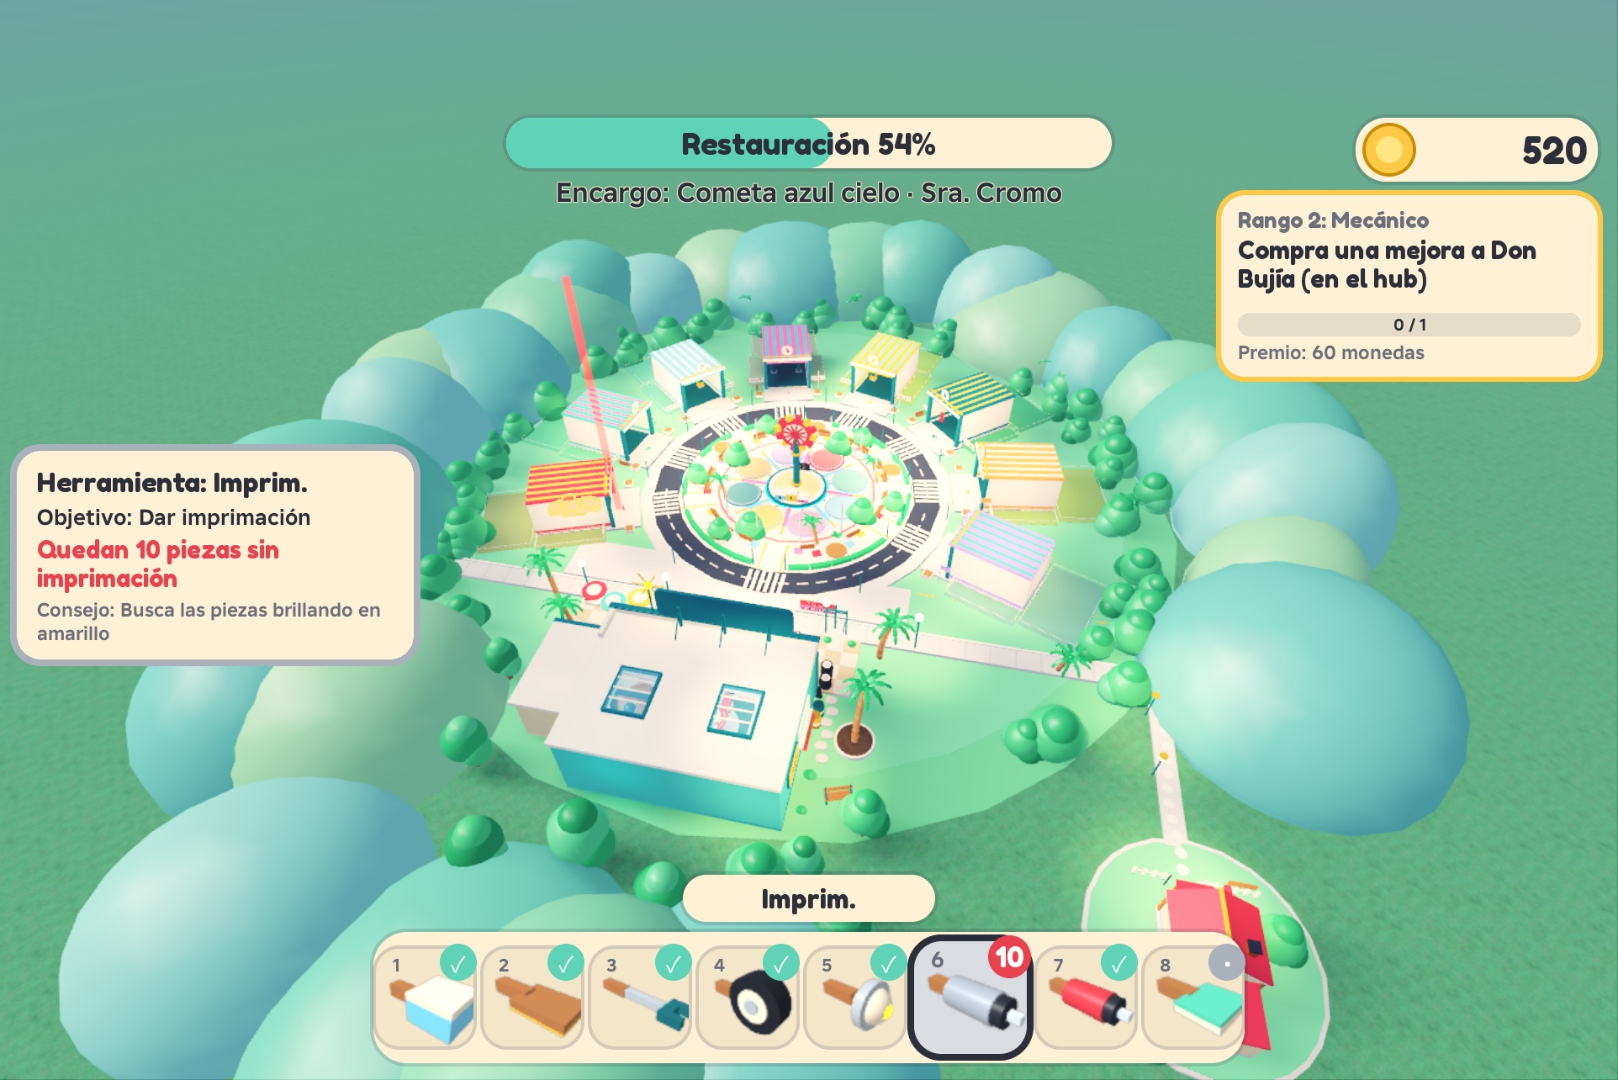 Restauración 54%
520
Encargo: Cometa azul cielo · Sra. Cromo
Rango 2: Mecánico
Compra una mejora a Don
Bujía (en el hub)
0 / 1
Premio: 60 monedas
Herramienta: Imprim.
Objetivo: Dar imprimación
Quedan 10 piezas sin
imprimación
Consejo: Busca las piezas brillando en
amarillo
Imprim.
1
2
3
4
5
6
10
7
8